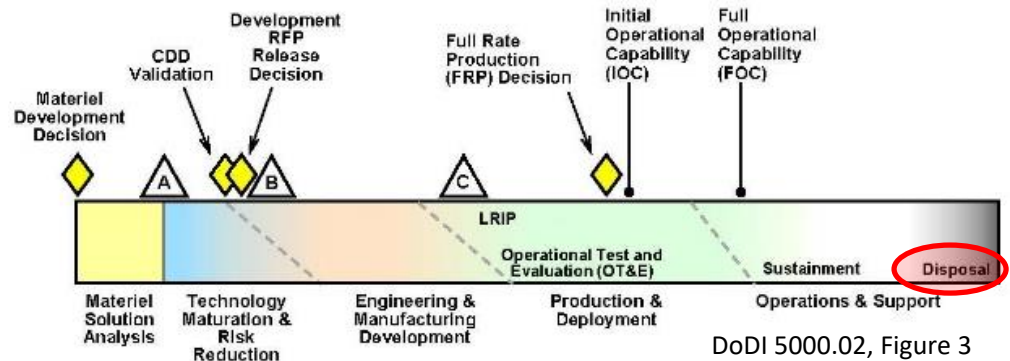 Materiel
Development
Decision
CDD
Validation
Development
RFP
Release
Decision
Full Rate
Production
(FRP) Decision
Initial
Operational
Capability
(IOC)
Full
Operational
Capability
(FOC)
A
B
C
LRIP
Operational Test and
Evaluation (OT&E)
Sustainment
Disposal
Materiel
Solution
Analysis
Technology
Maturation &
Risk
Reduction
Engineering &
Manufacturing
Development
Production &
Deployment
Operations & Support
DoDI 5000.02, Figure 3